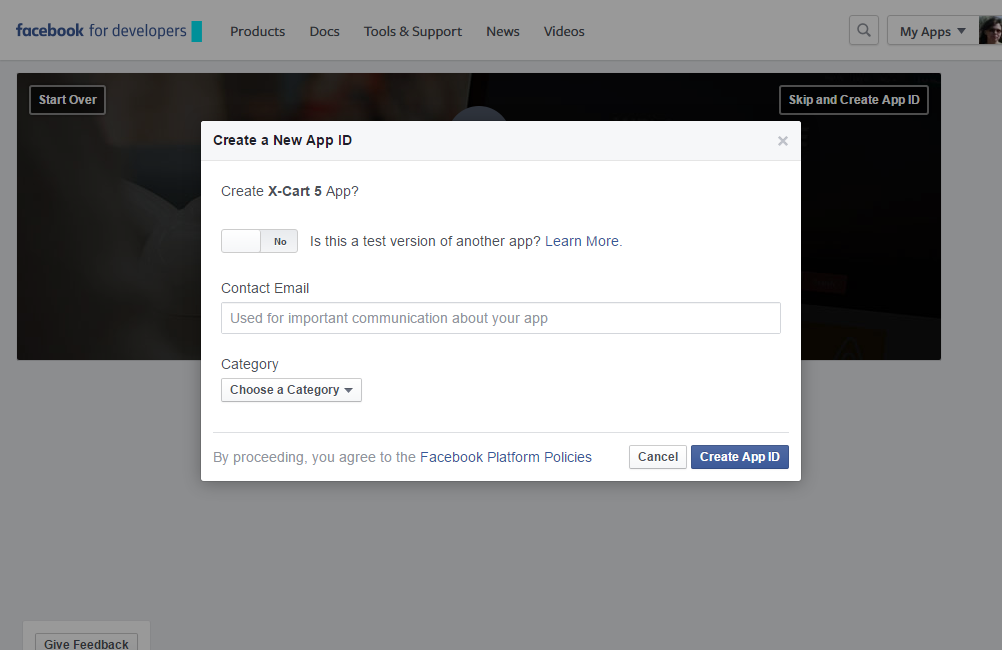 facebook for developers Products Docs Tools & Support News Videos My Apps
Start Over Skip and Create App ID
Create a New App ID
Create X-Cart 5 App?
No Is this a test version of another app? Learn More.
Contact Email
Used for important communication about your app
Category
Choose a Category
By proceeding, you agree to the Facebook Platform Policies Cancel Create App ID
Give Feedback